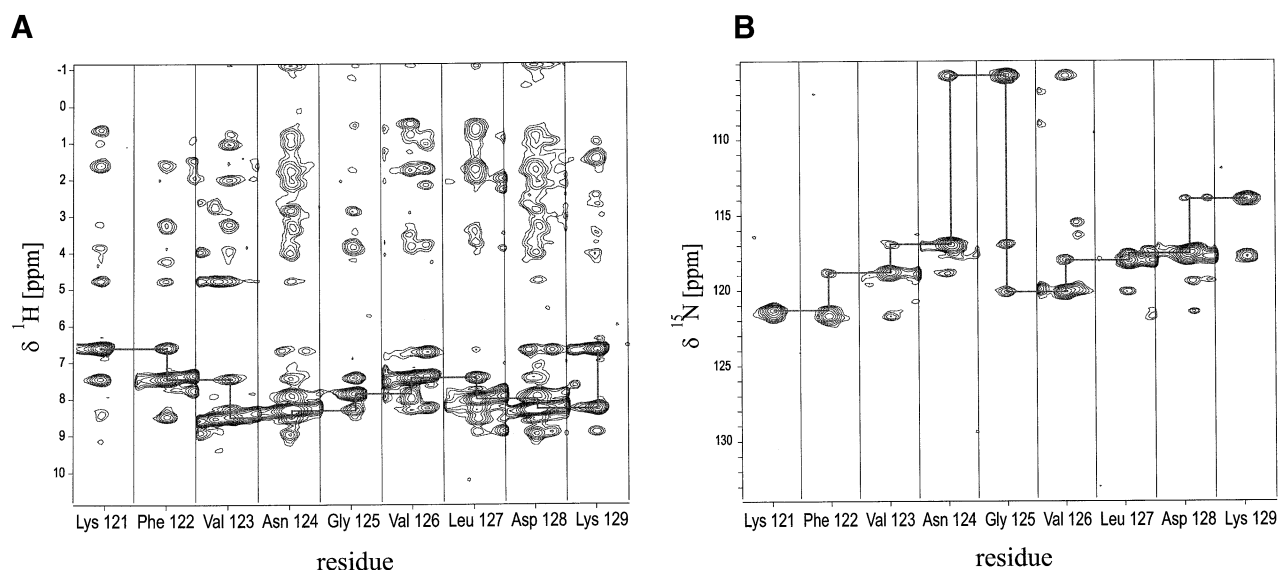 A
B
-1
0
1
2
3
4
5
6
7
8
9
10
δ ¹H [ppm]
Lys 121 Phe 122 Val 123 Asn 124 Gly 125 Val 126 Leu 127 Asp 128 Lys 129
residue
110
115
120
125
130
δ ¹⁵N [ppm]
Lys 121 Phe 122 Val 123 Asn 124 Gly 125 Val 126 Leu 127 Asp 128 Lys 129
residue